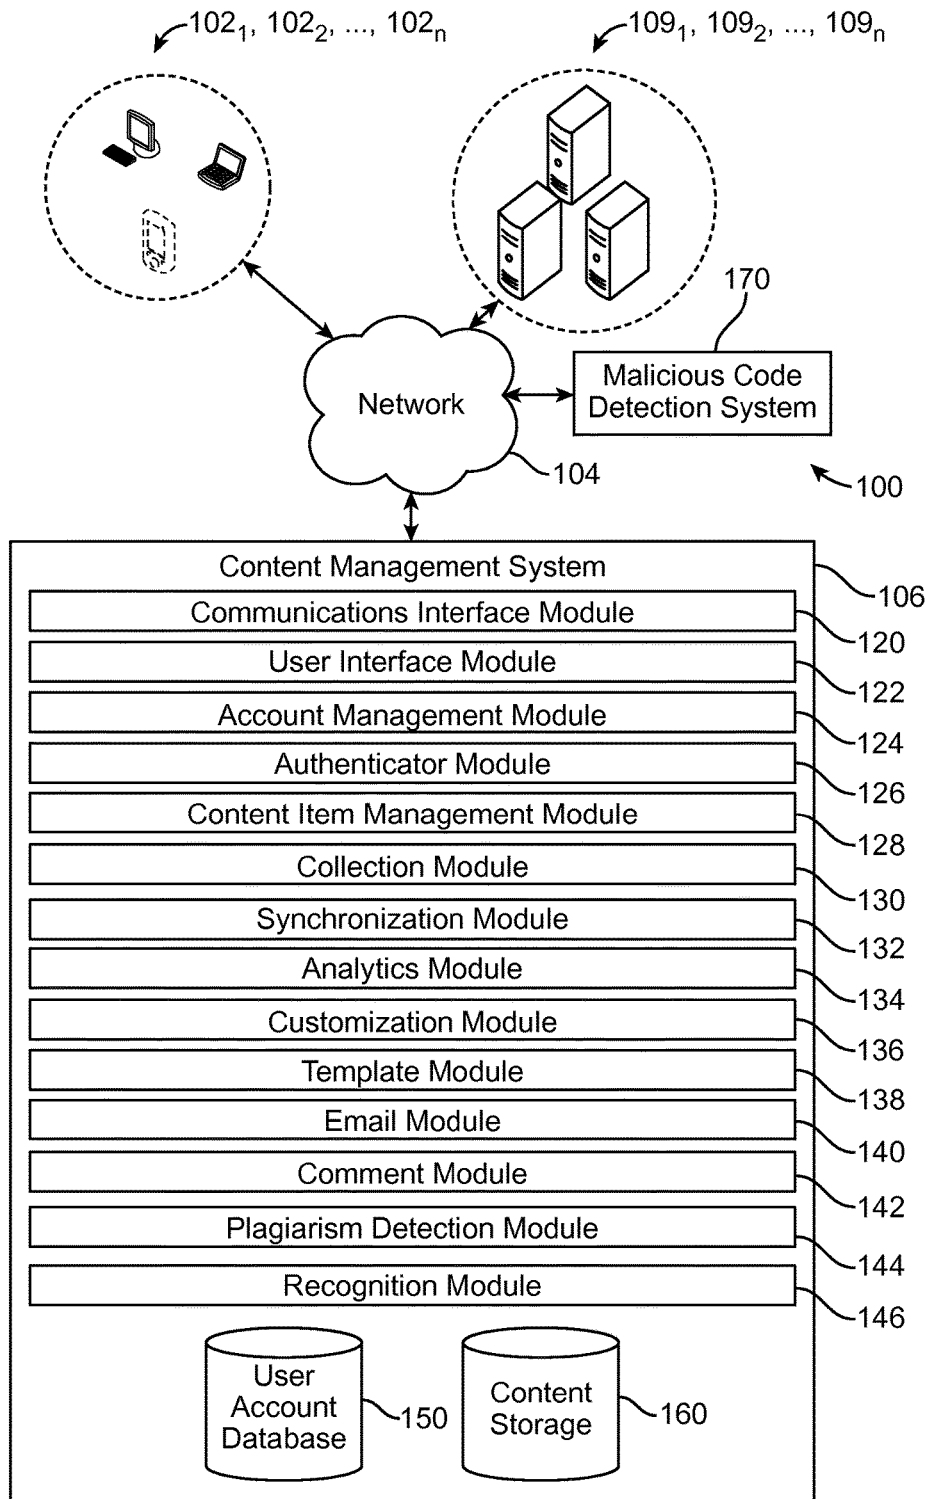 102₁, 102₂, ..., 102ₙ
109₁, 109₂, ..., 109ₙ
170
Malicious Code
Detection System
Network
104
100
Content Management System
106
Communications Interface Module
120
User Interface Module
122
Account Management Module
124
Authenticator Module
126
Content Item Management Module
128
Collection Module
130
Synchronization Module
132
Analytics Module
134
Customization Module
136
Template Module
138
Email Module
140
Comment Module
142
Plagiarism Detection Module
144
Recognition Module
146
User
Account
Database
150
Content
Storage
160